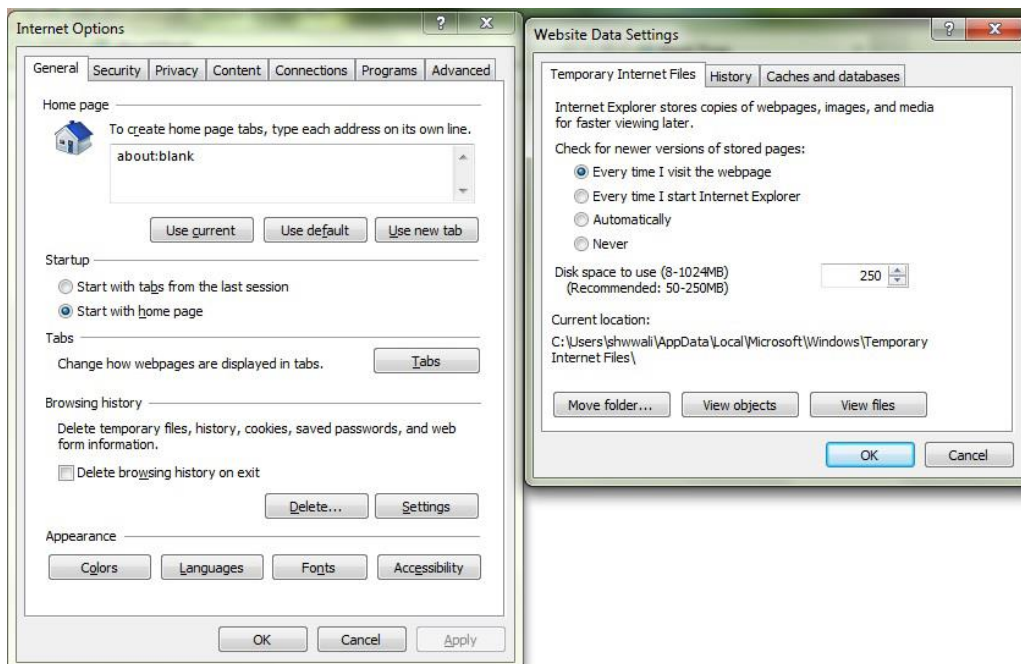 Internet Options
General Security Privacy Content Connections Programs Advanced
Home page
To create home page tabs, type each address on its own line.
about:blank
Use current Use default Use new tab
Startup
Start with tabs from the last session
Start with home page
Tabs
Change how webpages are displayed in tabs.
Tabs
Browsing history
Delete temporary files, history, cookies, saved passwords, and web
form information.
Delete browsing history on exit
Delete... Settings
Appearance
Colors Languages Fonts Accessibility
OK Cancel Apply
Website Data Settings
Temporary Internet Files History Caches and databases
Internet Explorer stores copies of webpages, images, and media
for faster viewing later.
Check for newer versions of stored pages:
Every time I visit the webpage
Every time I start Internet Explorer
Automatically
Never
Disk space to use (8-1024MB) 250
(Recommended: 50-250MB)
Current location:
C:\Users\shwwali\AppData\Local\Microsoft\Windows\Temporary
Internet Files\
Move folder... View objects View files
OK Cancel